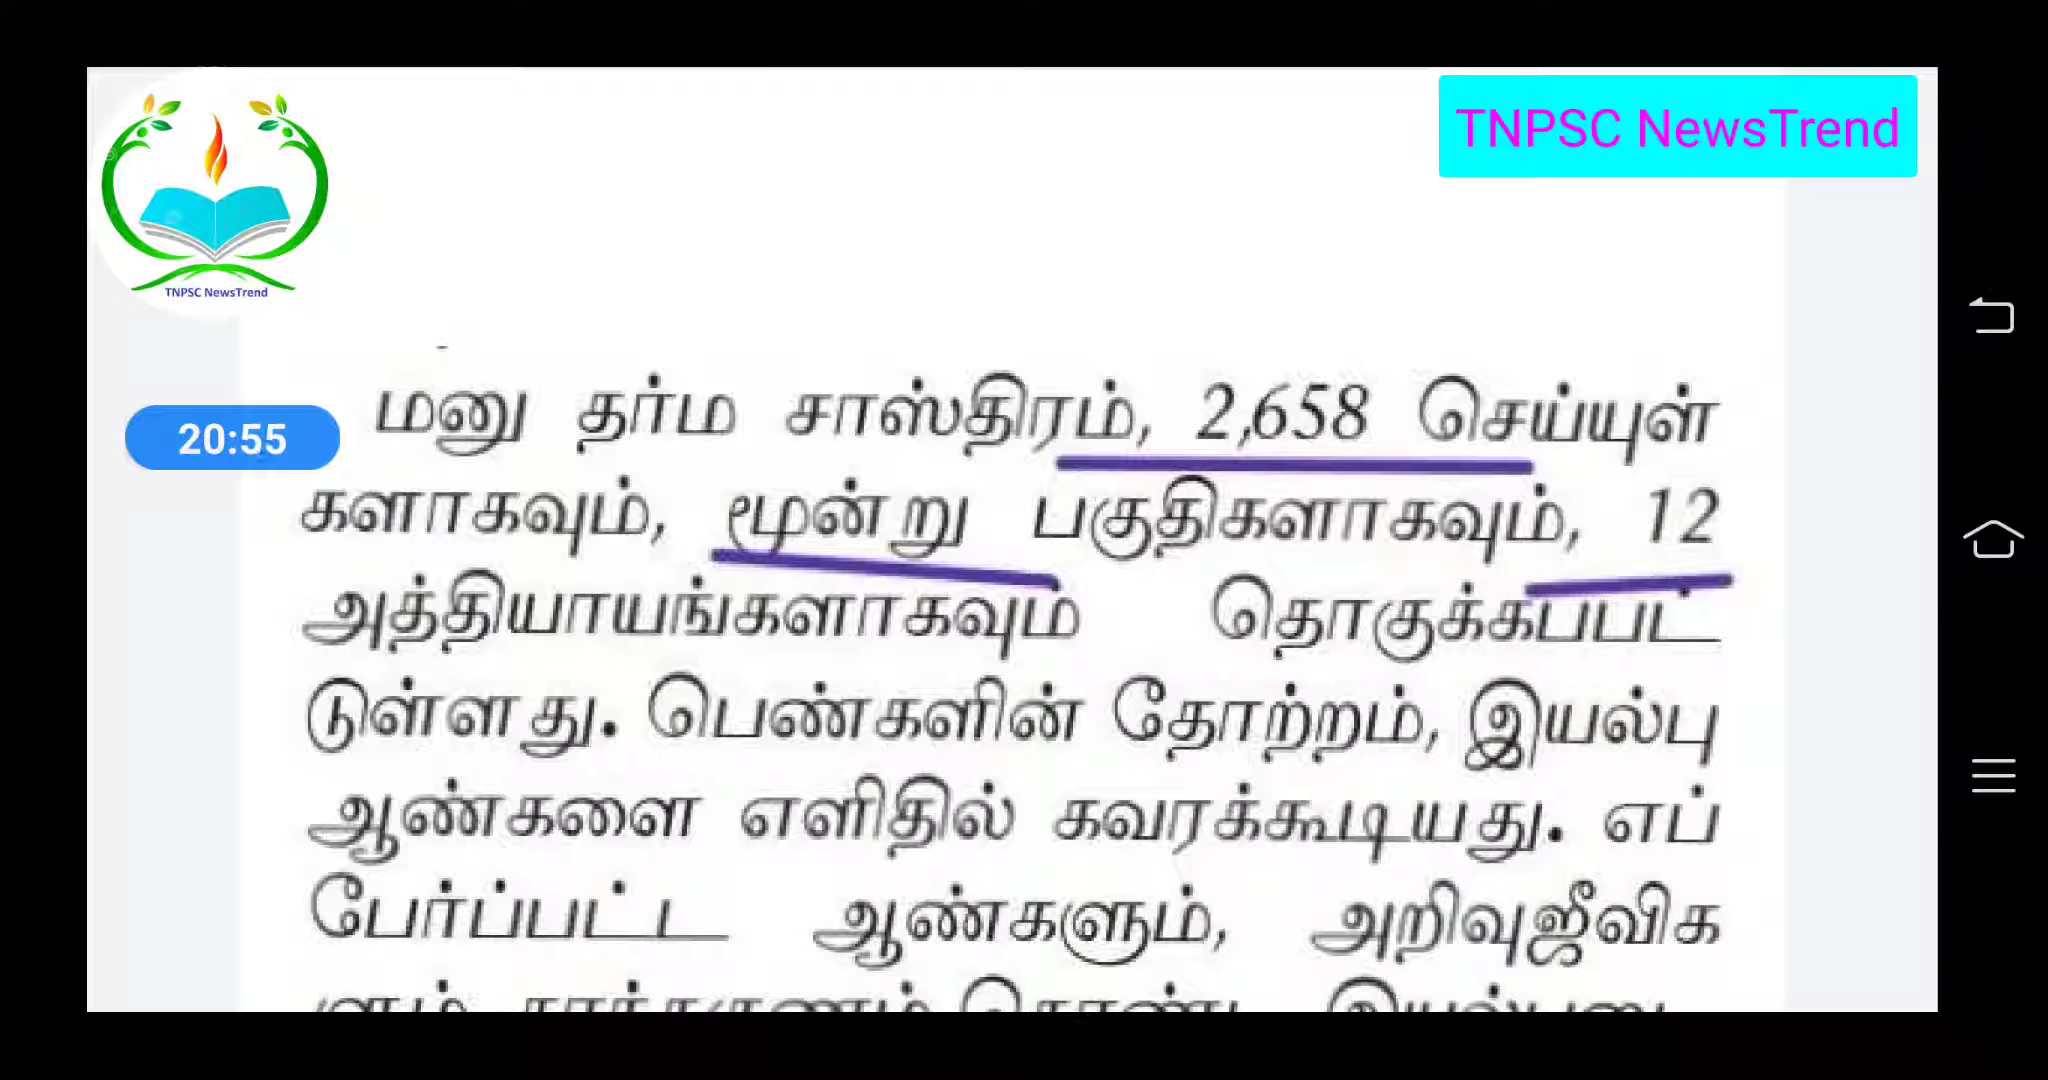 TNPSC NewsTrend
TNPSC NewsTrend
20:55
மனு தர்ம சாஸ்திரம், 2,658 செய்யுள்
களாகவும், மூன்று பகுதிகளாகவும், 12
அத்தியாயங்களாகவும் தொகுக்கப்பட்
டுள்ளது. பெண்களின் தோற்றம், இயல்பு
ஆண்களை எளிதில் கவரக்கூடியது. எப்
பேர்ப்பட்ட ஆண்களும், அறிவுஜீவிக